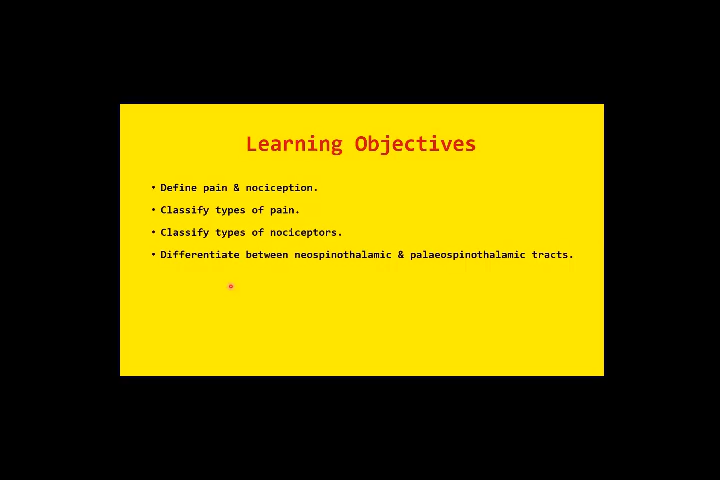 Learning Objectives
• Define pain & nociception.
• Classify types of pain.
• Classify types of nociceptors.
• Differentiate between neospinothalamic & palaeospinothalamic tracts.